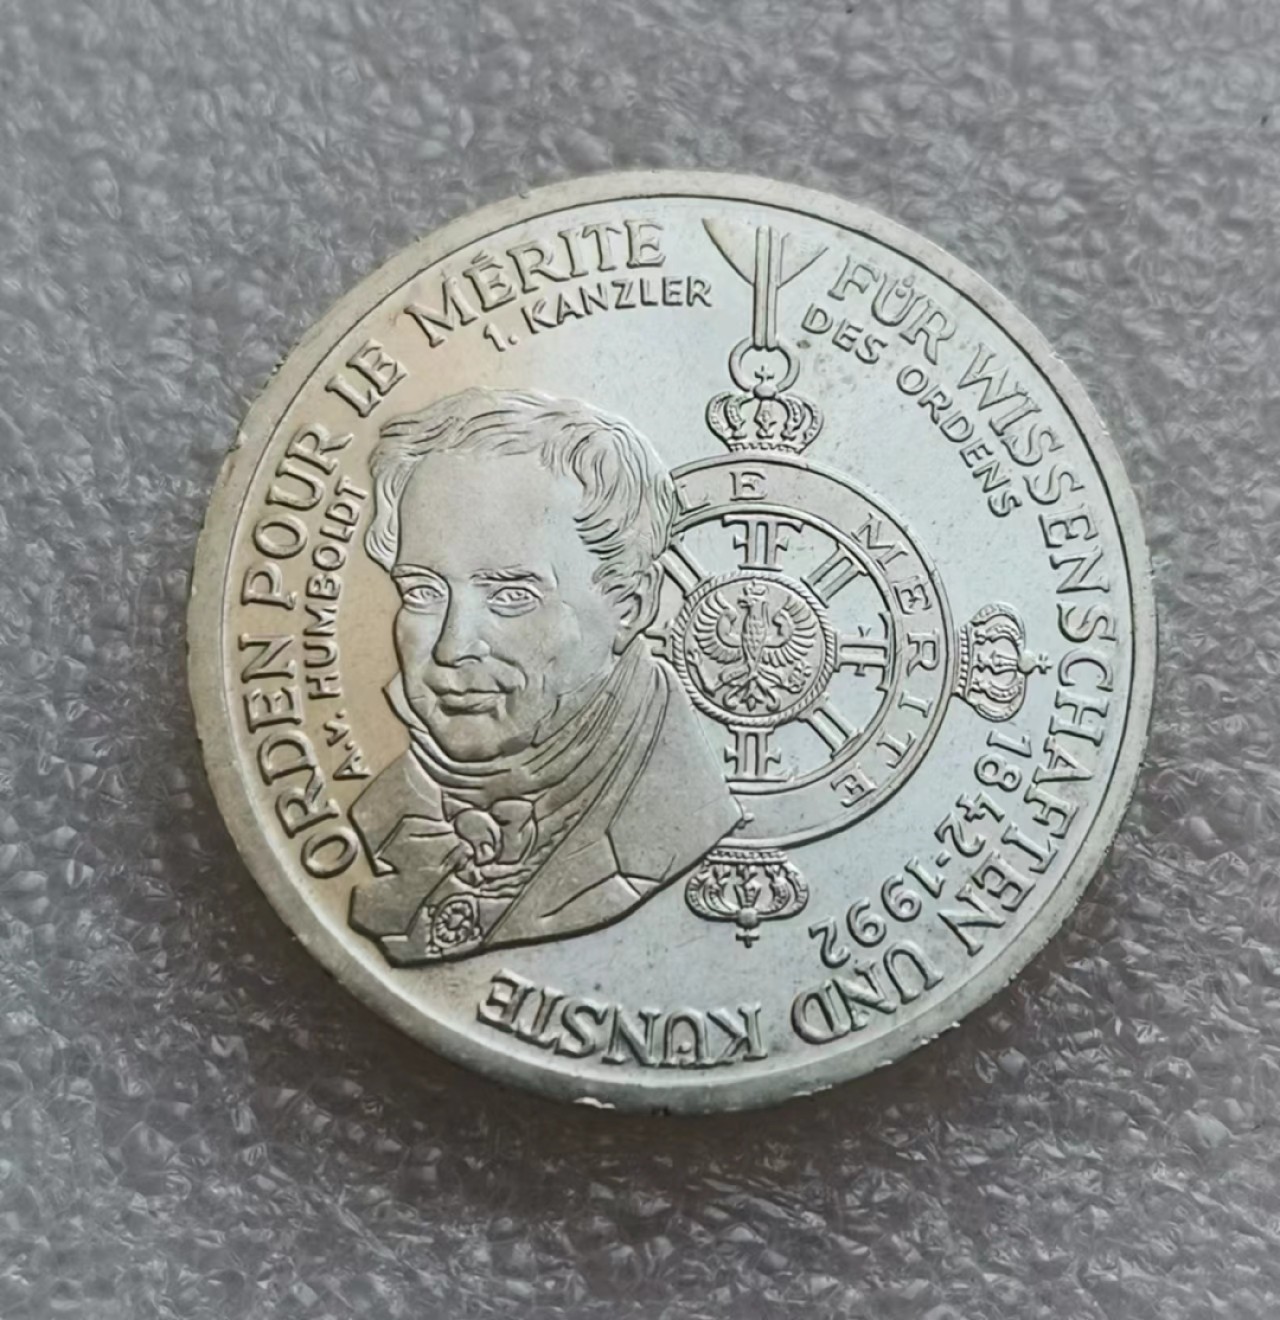 ORDEN POUR LE MÉRITE FÜR WISSENSCHAFTEN UND KÜNSTE
A.v. HUMBOLDT 1. KANZLER DES ORDENS 1842-1992
LE MERITE